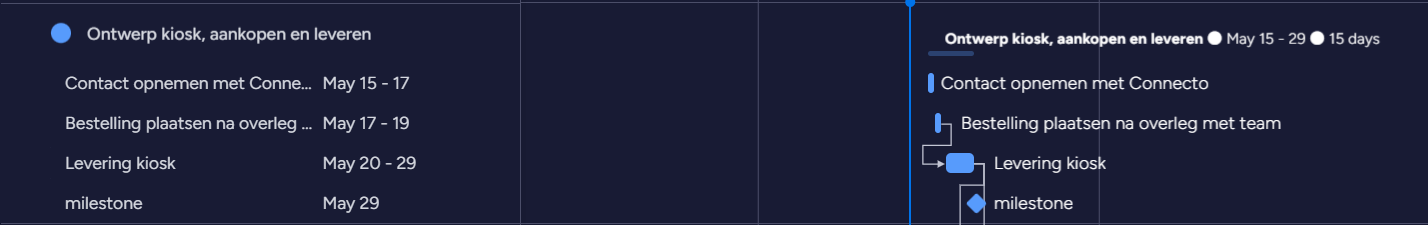 Ontwerp kiosk, aankopen en leveren
Ontwerp kiosk, aankopen en leveren May 15 - 29 15 days
Contact opnemen met Conne... May 15 - 17
Contact opnemen met Connecto
Bestelling plaatsen na overleg ... May 17 - 19
Bestelling plaatsen na overleg met team
Levering kiosk May 20 - 29
Levering kiosk
milestone May 29
milestone